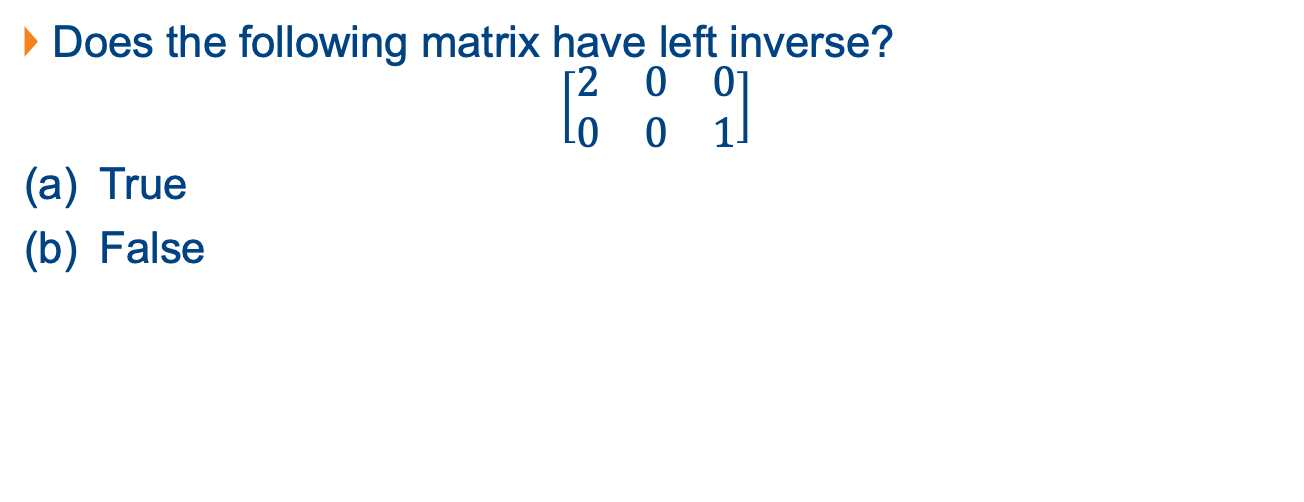 Does the following matrix have left inverse?
[2 0 0
0 0 1]
(a) True
(b) False